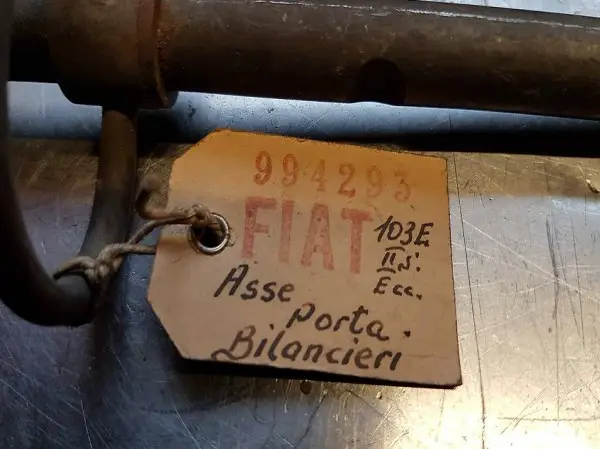 994293
FIAT
103E
II S.
Ecc.
Asse
Porta.
Bilancieri